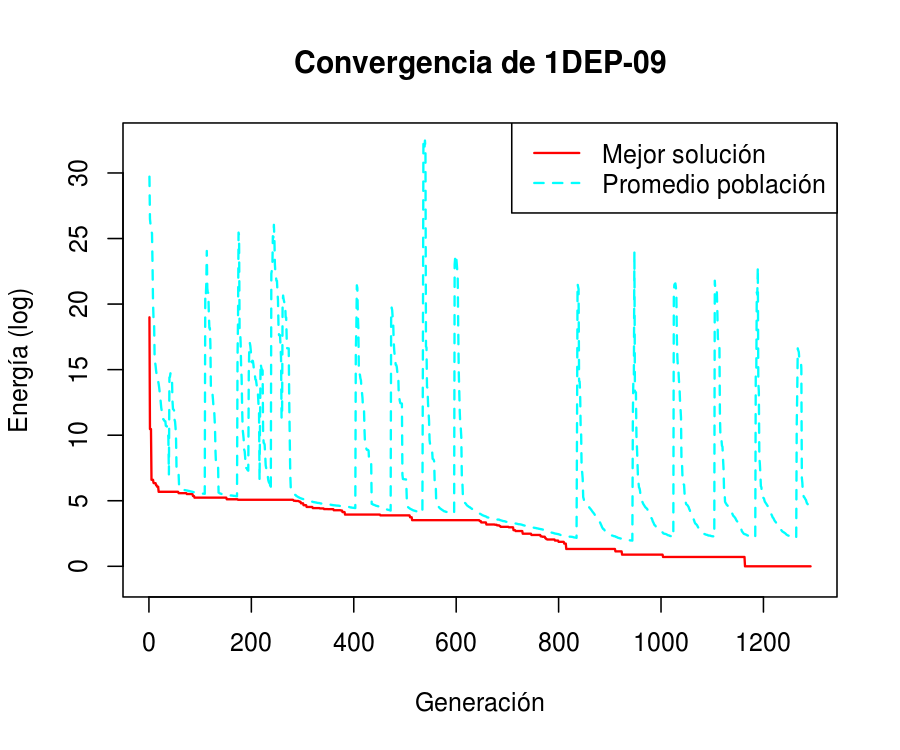 Convergencia de 1DEP-09
Mejor solución
Promedio población
Energía (log)
30
25
20
15
10
5
0
0 200 400 600 800 1000 1200
Generación